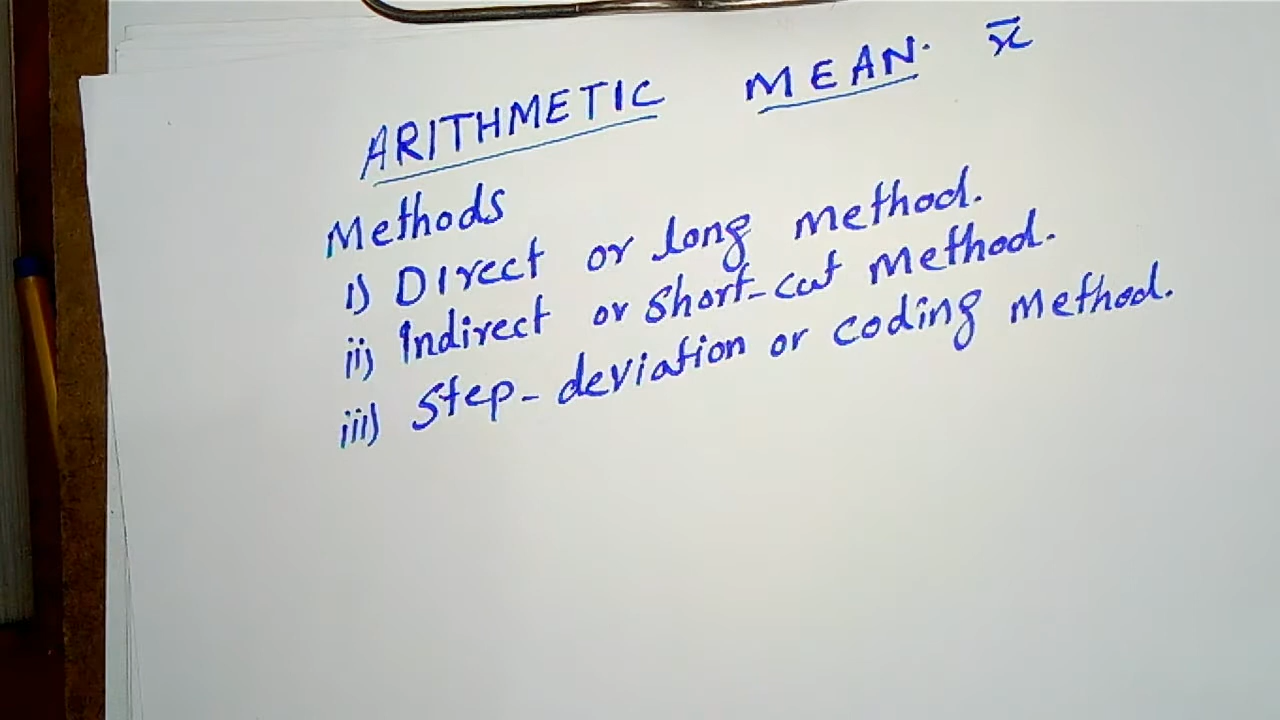 ARITHMETIC MEAN. x̄
Methods
i) Direct or long method.
ii) Indirect or short-cut method.
iii) Step-deviation or coding method.